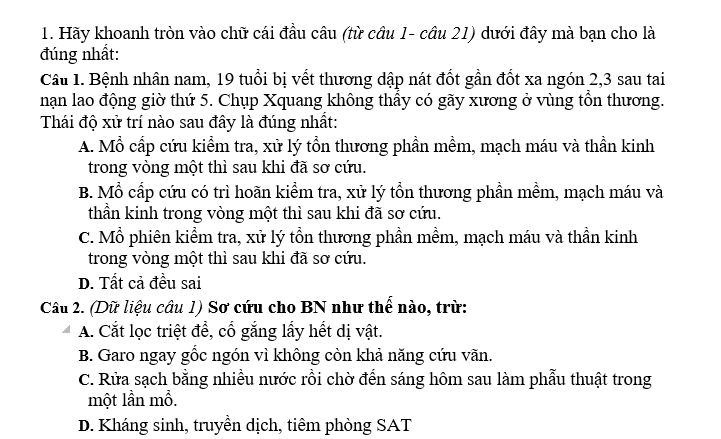 1. Hãy khoanh tròn vào chữ cái đầu câu (từ câu 1- câu 21) dưới đây mà bạn cho là
đúng nhất:
Câu 1. Bệnh nhân nam, 19 tuổi bị vết thương dập nát đốt gần đốt xa ngón 2,3 sau tai
nạn lao động giờ thứ 5. Chụp Xquang không thấy có gãy xương ở vùng tổn thương.
Thái độ xử trí nào sau đây là đúng nhất:
A. Mổ cấp cứu kiểm tra, xử lý tổn thương phần mềm, mạch máu và thần kinh
trong vòng một thì sau khi đã sơ cứu.
B. Mổ cấp cứu có trì hoãn kiểm tra, xử lý tổn thương phần mềm, mạch máu và
thần kinh trong vòng một thì sau khi đã sơ cứu.
C. Mổ phiên kiểm tra, xử lý tổn thương phần mềm, mạch máu và thần kinh
trong vòng một thì sau khi đã sơ cứu.
D. Tất cả đều sai
Câu 2. (Dữ liệu câu 1) Sơ cứu cho BN như thế nào, trừ:
A. Cắt lọc triệt để, cố gắng lấy hết dị vật.
B. Garo ngay gốc ngón vì không còn khả năng cứu vãn.
C. Rửa sạch bằng nhiều nước rồi chờ đến sáng hôm sau làm phẫu thuật trong
một lần mổ.
D. Kháng sinh, truyền dịch, tiêm phòng SAT